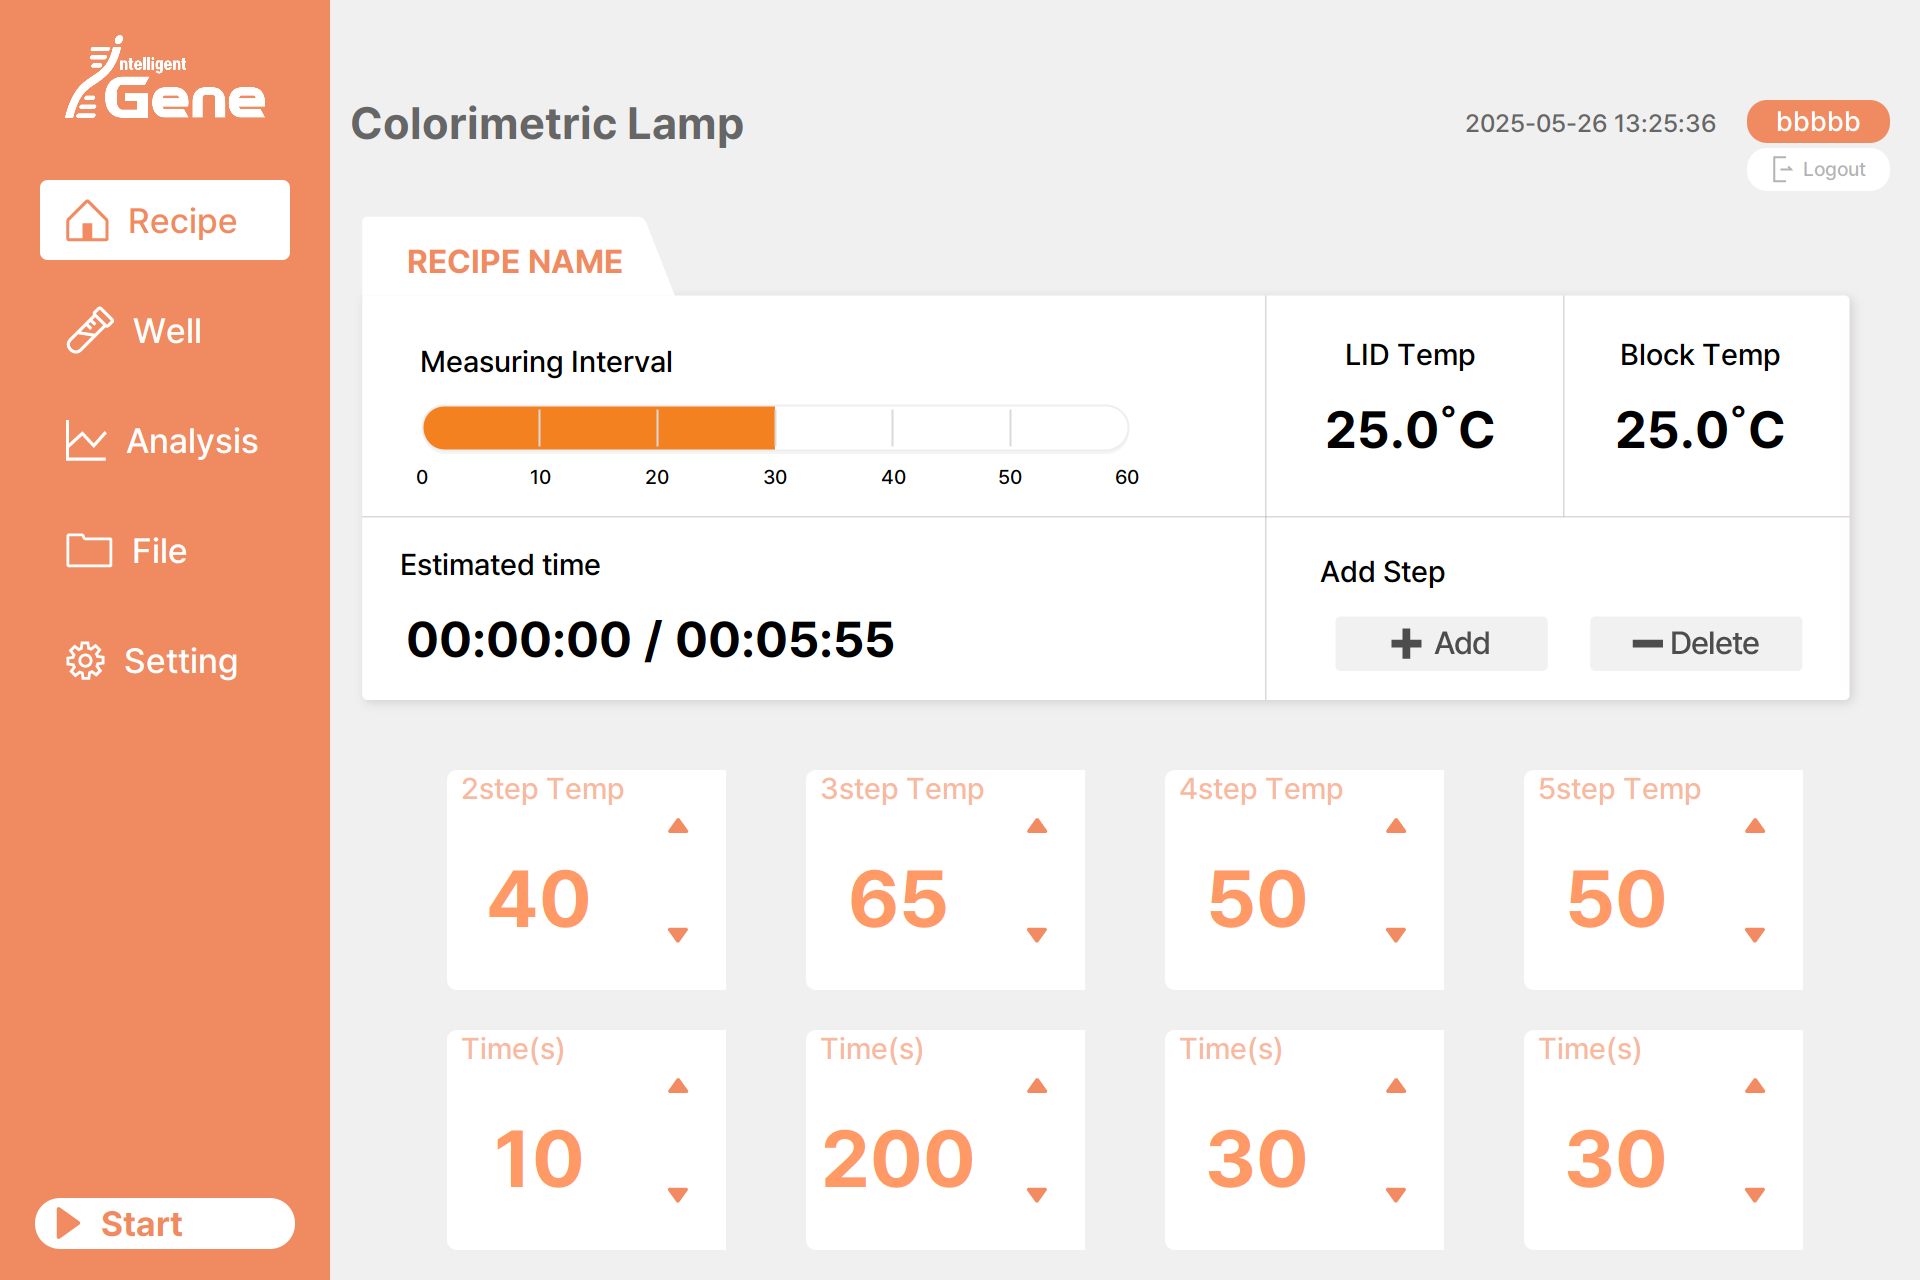 intelligent
Gene
Colorimetric Lamp
2025-05-26 13:25:36
bbbbb
Logout
Recipe
Well
Analysis
File
Setting
Start
RECIPE NAME
Measuring Interval
0 10 20 30 40 50 60
LID Temp
25.0˚C
Block Temp
25.0˚C
Estimated time
00:00:00 / 00:05:55
Add Step
Add
Delete
2step Temp
40
3step Temp
65
4step Temp
50
5step Temp
50
Time(s)
10
Time(s)
200
Time(s)
30
Time(s)
30